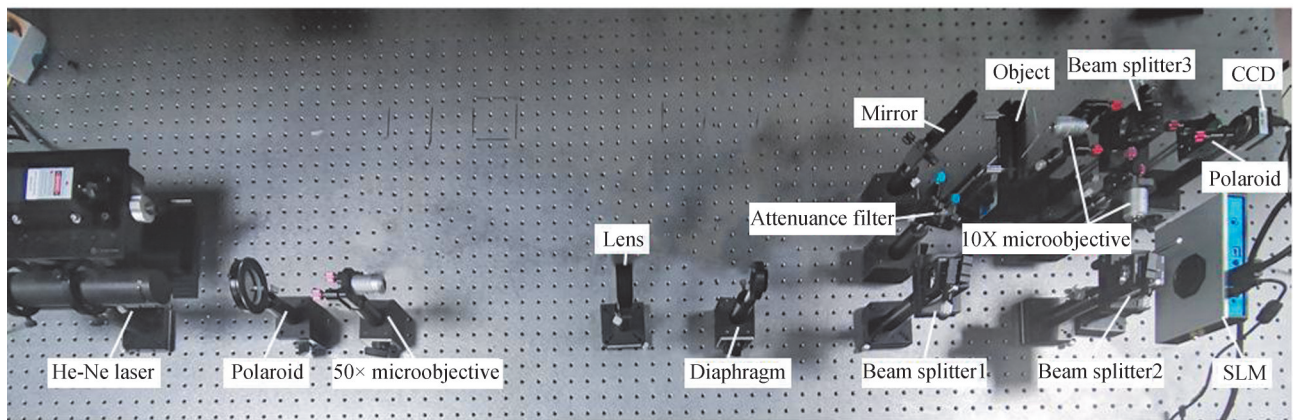 Object
Beam splitter3
CCD
Mirror
Polaroid
Attenuance filter
10X microobjective
Lens
He-Ne laser
Polaroid
50× microobjective
Diaphragm
Beam splitter1
Beam splitter2
SLM